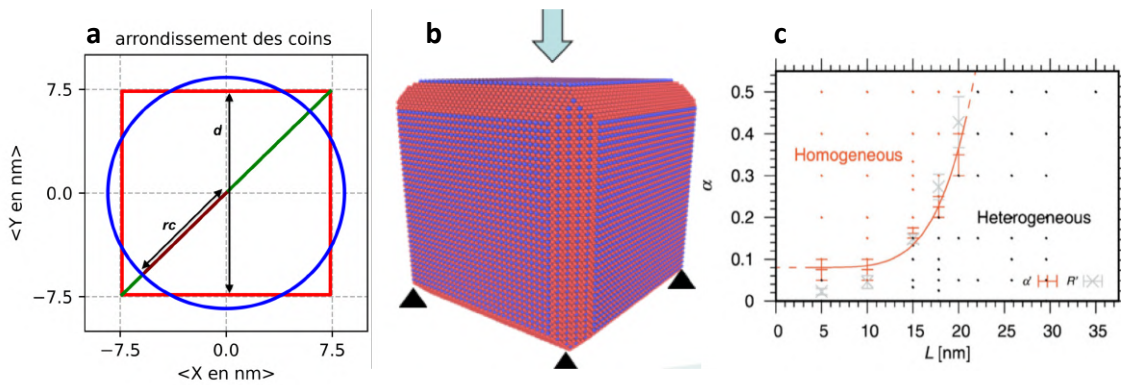 a
arrondissement des coins
7.5
0.0
−7.5
<Y en nm>
d
rc
−7.5
0.0
7.5
<X en nm>
b
c
0.5
0.4
0.3
0.2
0.1
0
α
Homogeneous
Heterogeneous
α' R'
0
5
10
15
20
25
30
35
L [nm]